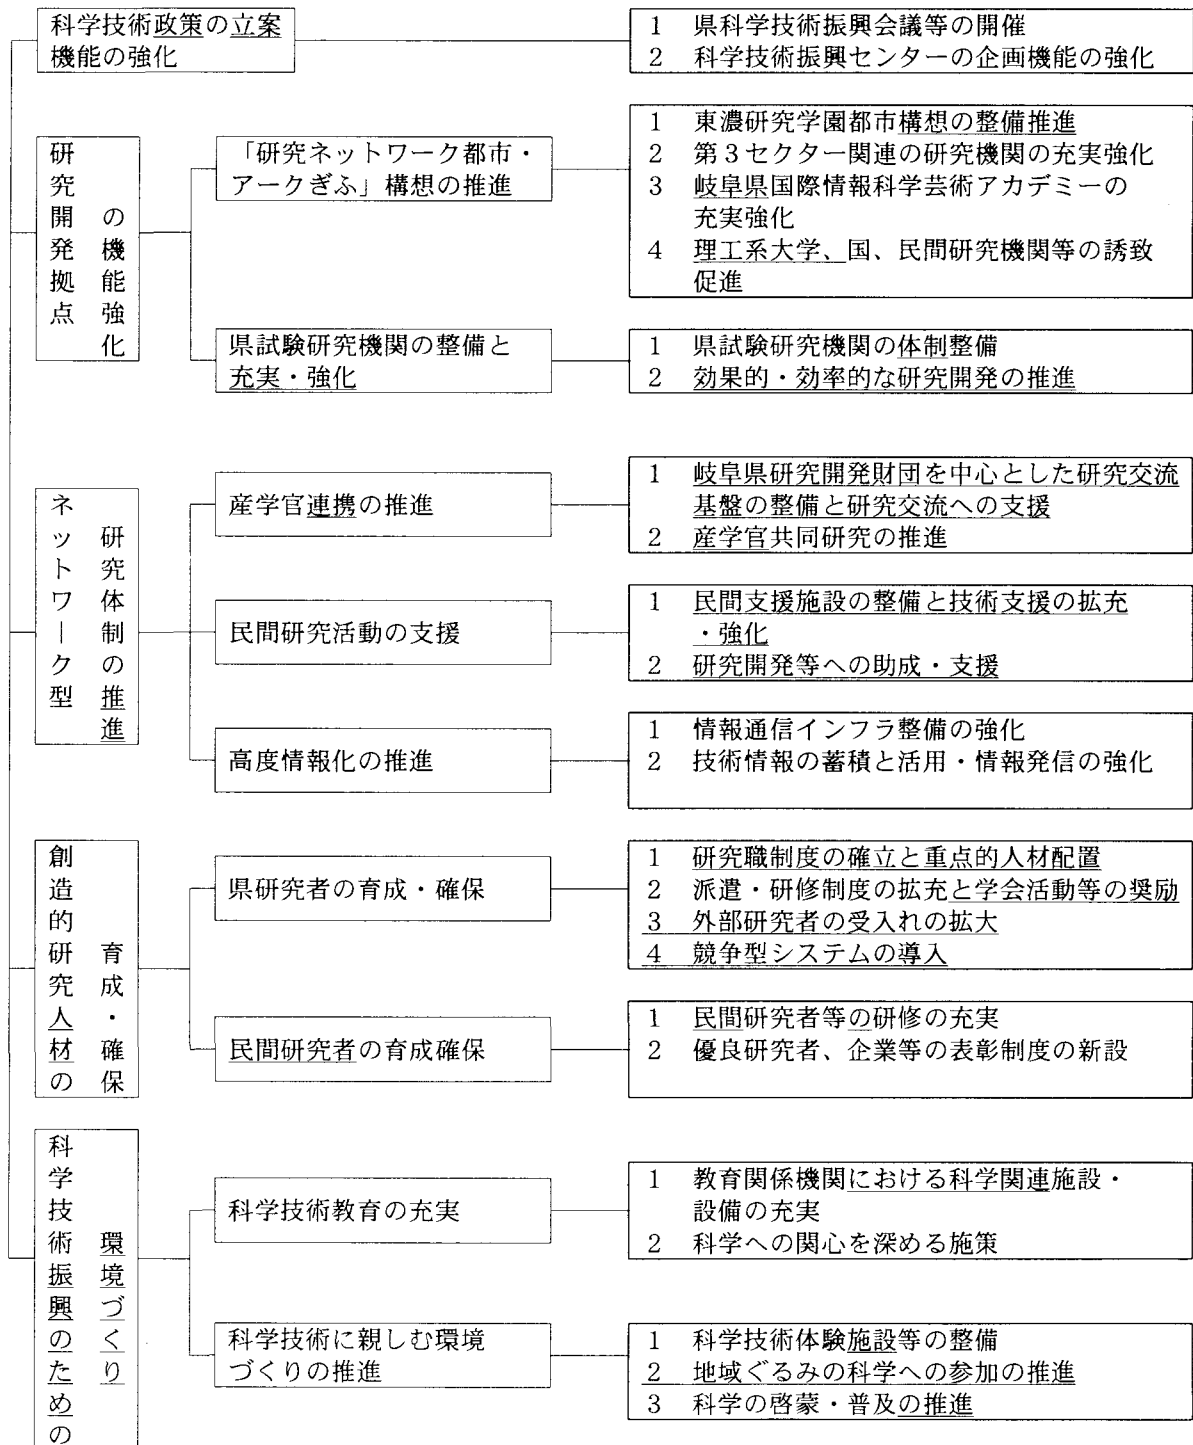 科学技術政策の立案
機能の強化
1 県科学技術振興会議等の開催
2 科学技術振興センターの企画機能の強化
研究開発拠点
の機能強化
「研究ネットワーク都市・
アークぎふ」構想の推進
1 東濃研究学園都市構想の整備推進
2 第3セクター関連の研究機関の充実強化
3 岐阜県国際情報科学芸術アカデミーの
充実強化
4 理工系大学、国、民間研究機関等の誘致
促進
県試験研究機関の整備と
充実・強化
1 県試験研究機関の体制整備
2 効果的・効率的な研究開発の推進
ネットワーク型
研究体制の推進
産学官連携の推進
1 岐阜県研究開発財団を中心とした研究交流
基盤の整備と研究交流への支援
2 産学官共同研究の推進
民間研究活動の支援
1 民間支援施設の整備と技術支援の拡充
・強化
2 研究開発等への助成・支援
高度情報化の推進
1 情報通信インフラ整備の強化
2 技術情報の蓄積と活用・情報発信の強化
創造的研究人材の
育成・確保
県研究者の育成・確保
1 研究職制度の確立と重点的人材配置
2 派遣・研修制度の拡充と学会活動等の奨励
3 外部研究者の受入れの拡大
4 競争型システムの導入
民間研究者の育成確保
1 民間研究者等の研修の充実
2 優良研究者、企業等の表彰制度の新設
科学技術振興のための
環境づくり
科学技術教育の充実
1 教育関係機関における科学関連施設・
設備の充実
2 科学への関心を深める施策
科学技術に親しむ環境
づくりの推進
1 科学技術体験施設等の整備
2 地域ぐるみの科学への参加の推進
3 科学の啓蒙・普及の推進